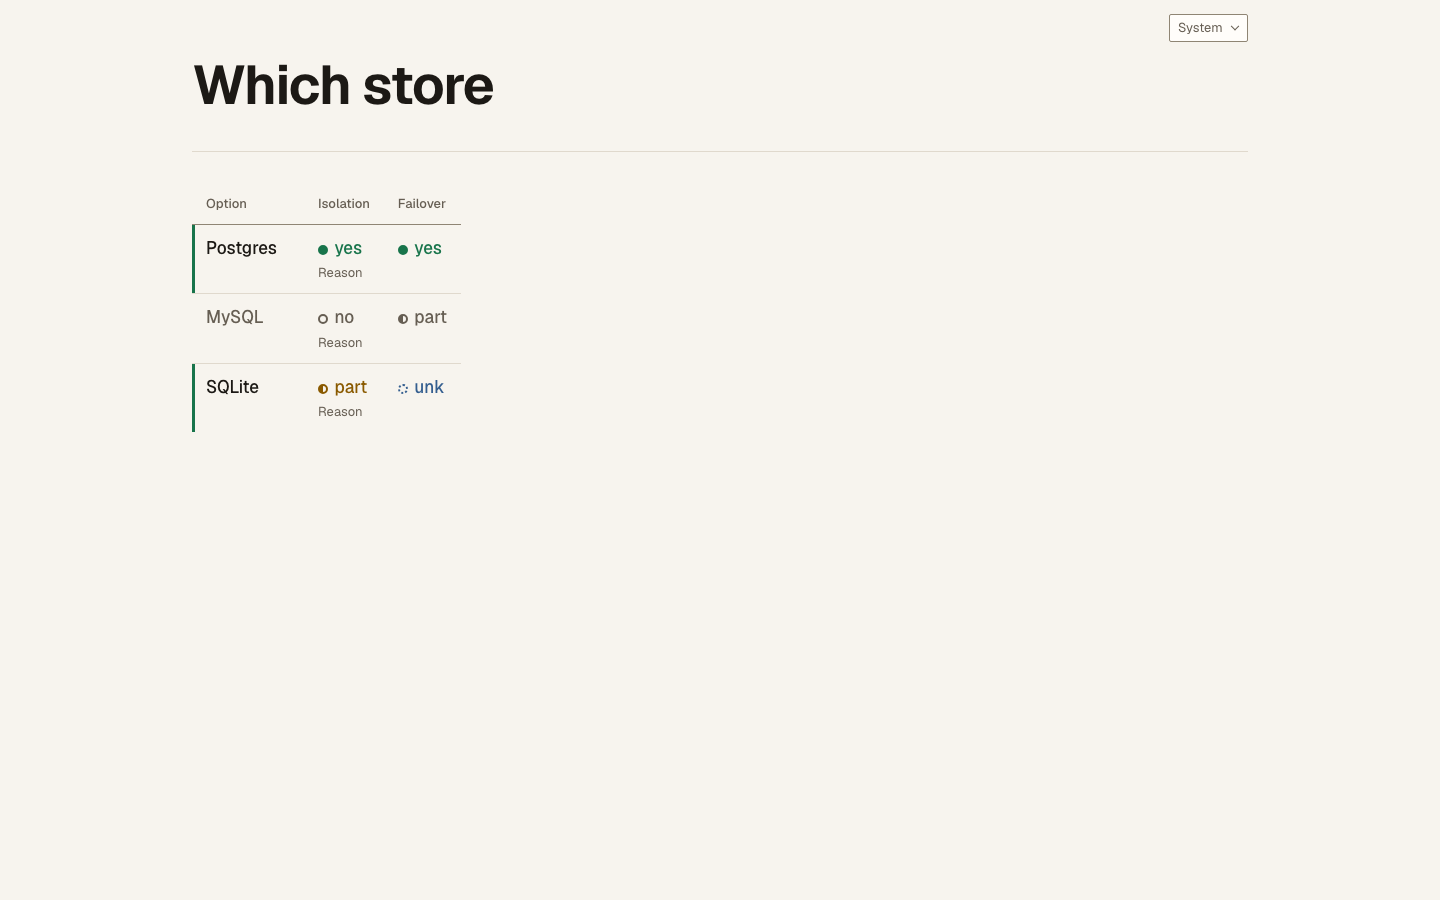 System
Which store
Option Isolation Failover
Postgres yes yes
Reason
MySQL no part
Reason
SQLite part unk
Reason